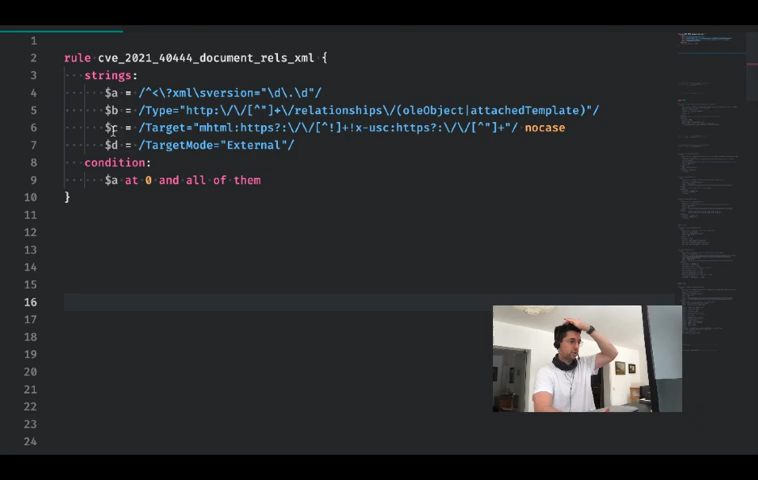 1
2 rule cve_2021_40444_document_rels_xml {
3 strings:
4 $a = /^<\?xml\sversion="\d\.\d"/
5 $b = /Type="http:\/\/[^"]+\/relationships\/(oleObject|attachedTemplate)"/
6 $c = /Target="mhtml:https?:\/\/[^!]+!x-usc:https?:\/\/[^"]+"/ nocase
7 $d = /TargetMode="External"/
8 condition:
9 $a at 0 and all of them
10 }
11
12
13
14
15
16
17
18
19
20
21
22
23
24